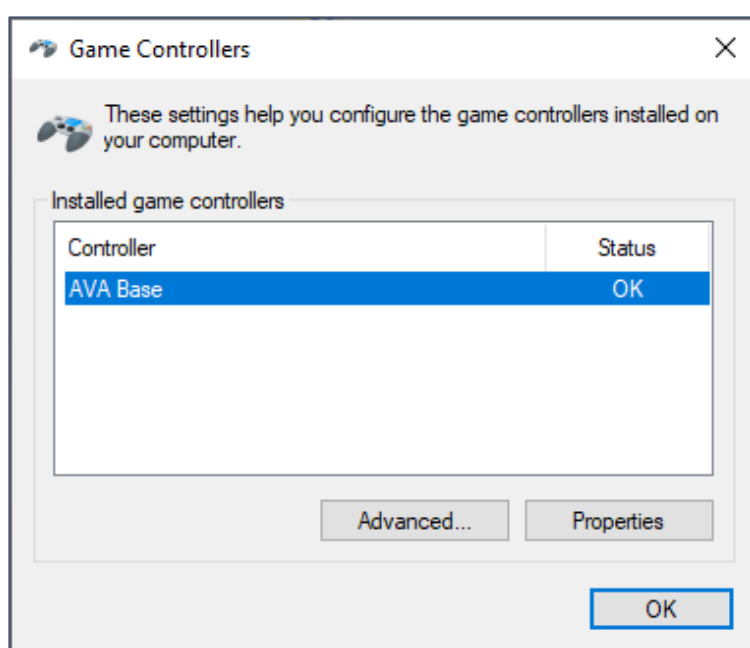 Game Controllers
These settings help you configure the game controllers installed on
your computer.
Installed game controllers
Controller Status
AVA Base OK
Advanced... Properties
OK